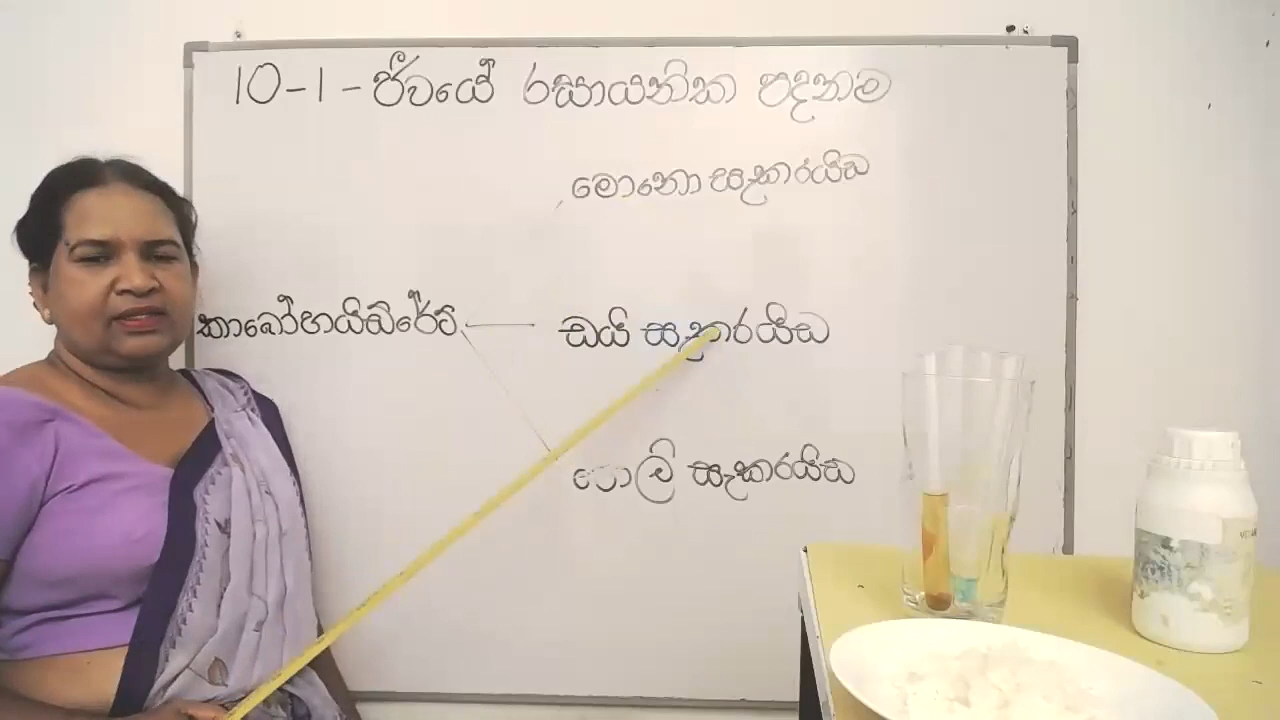 10-1 - ජීවයේ රසායනික පදනම
මොනො සැකරයිඩ
කාබෝහයිඩ්රේට්
ඩයි සැකරයිඩ
පොලි සැකරයිඩ